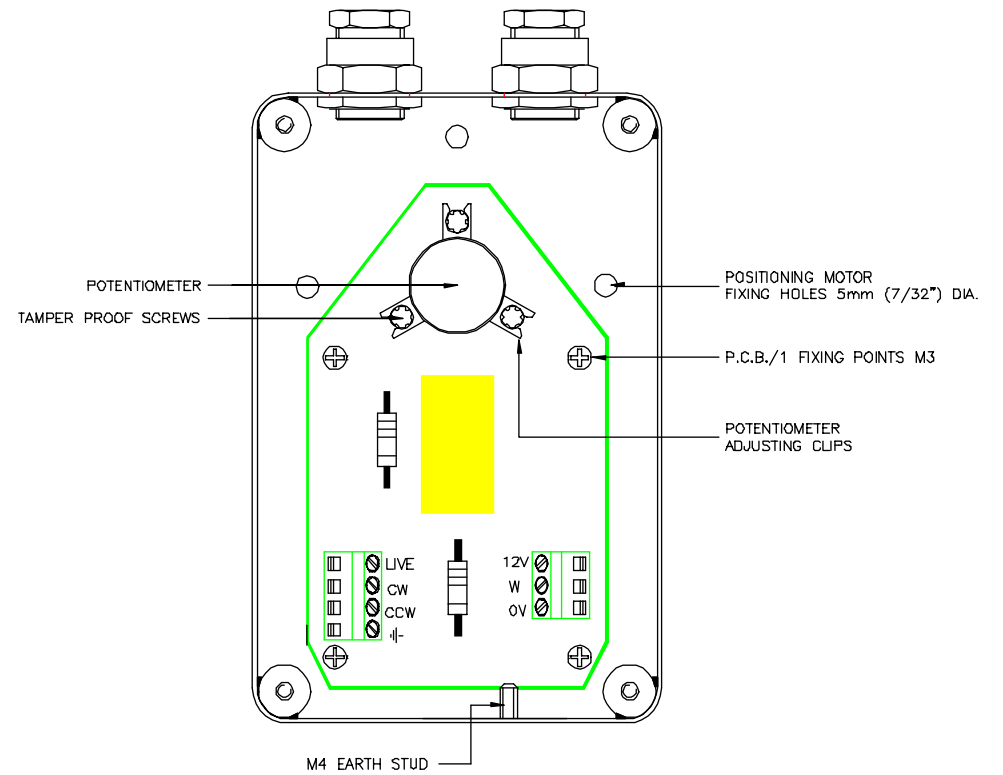 POTENTIOMETER
TAMPER PROOF SCREWS
POSITIONING MOTOR
FIXING HOLES 5mm (7/32") DIA.
P.C.B./1 FIXING POINTS M3
POTENTIOMETER
ADJUSTING CLIPS
LIVE
CW
CCW
12V
W
0V
M4 EARTH STUD